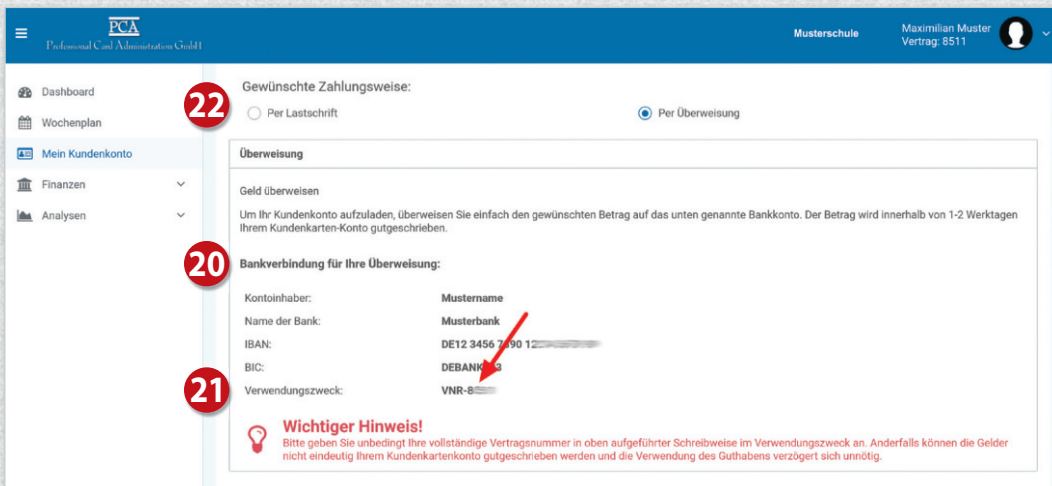 PCA
Professional Card Administration GmbH
Musterschule
Maximilian Muster
Vertrag: 8511
Dashboard
Wochenplan
Mein Kundenkonto
Finanzen
Analysen
22
Gewünschte Zahlungsweise:
Per Lastschrift
Per Überweisung
Überweisung
Geld überweisen
Um Ihr Kundenkonto aufzuladen, überweisen Sie einfach den gewünschten Betrag auf das unten genannte Bankkonto. Der Betrag wird innerhalb von 1-2 Werktagen
Ihrem Kundenkarten-Konto gutgeschrieben.
20
Bankverbindung für Ihre Überweisung:
Kontoinhaber: Mustername
Name der Bank: Musterbank
IBAN: DE12 3456
BIC:
21
Verwendungszweck: VNR-8
Wichtiger Hinweis!
Bitte geben Sie unbedingt Ihre vollständige Vertragsnummer in oben aufgeführter Schreibweise im Verwendungszweck an. Anderfalls können die Gelder
nicht eindeutig Ihrem Kundenkartenkonto gutgeschrieben werden und die Verwendung des Guthabens verzögert sich unnötig.